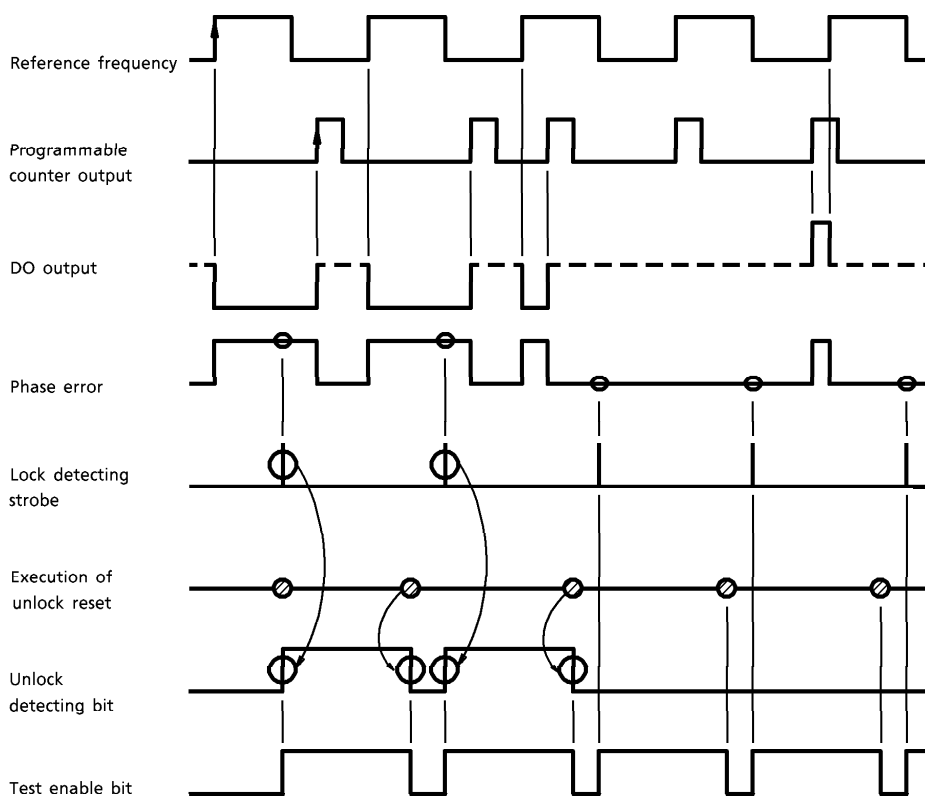 Reference frequency
Programmable
counter output
DO output
Phase error
Lock detecting
strobe
Execution of
unlock reset
Unlock
detecting bit
Test enable bit